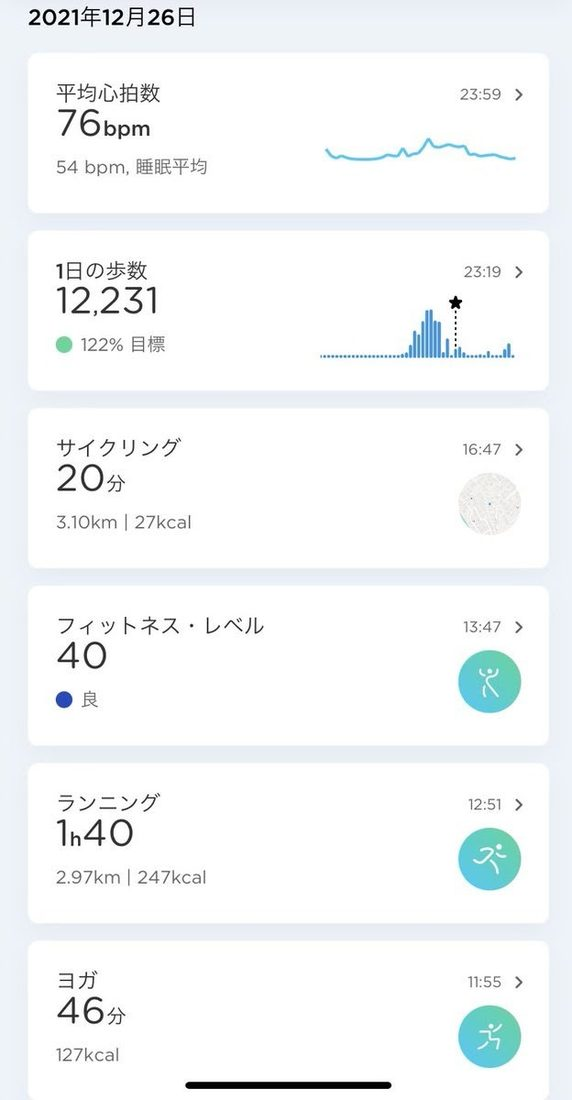 2021年12月26日
平均心拍数
23:59
76bpm
54 bpm, 睡眠平均
1日の歩数
23:19
12,231
122% 目標
サイクリング
16:47
20分
3.10km | 27kcal
フィットネス・レベル
13:47
40
良
ランニング
12:51
1h40
2.97km | 247kcal
ヨガ
11:55
46分
127kcal